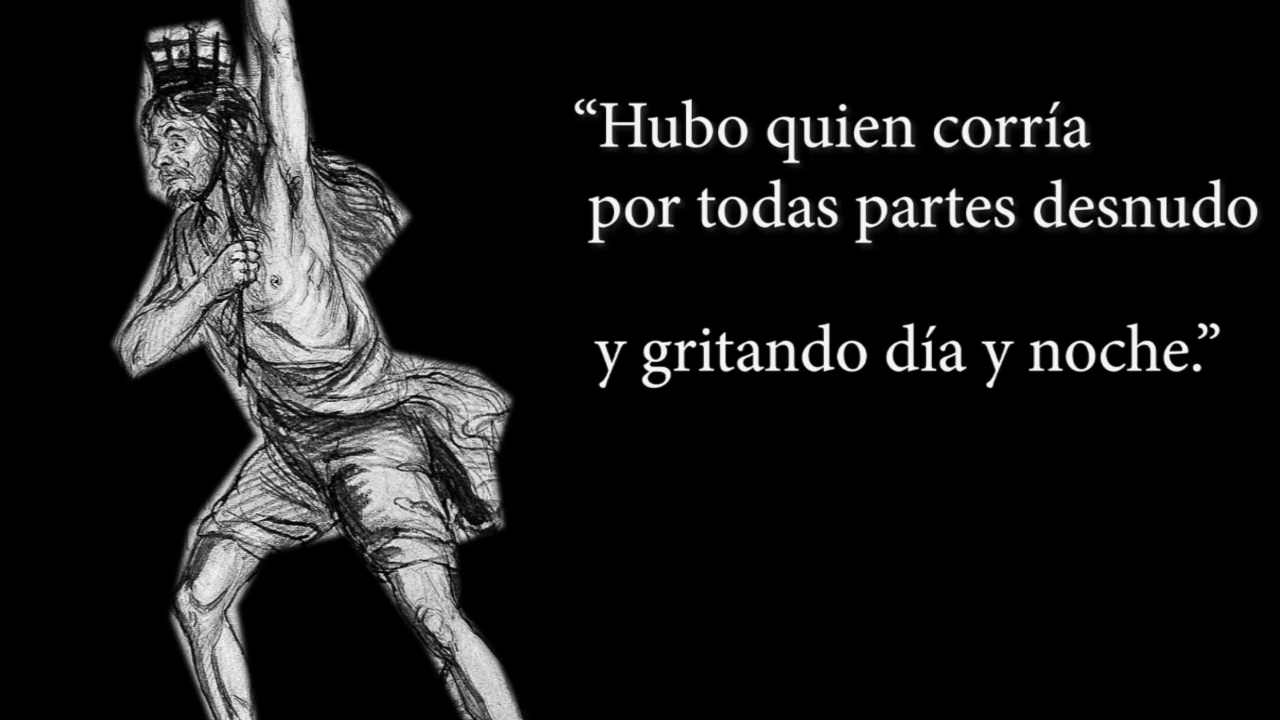 “Hubo quien corría
por todas partes desnudo
y gritando día y noche.”